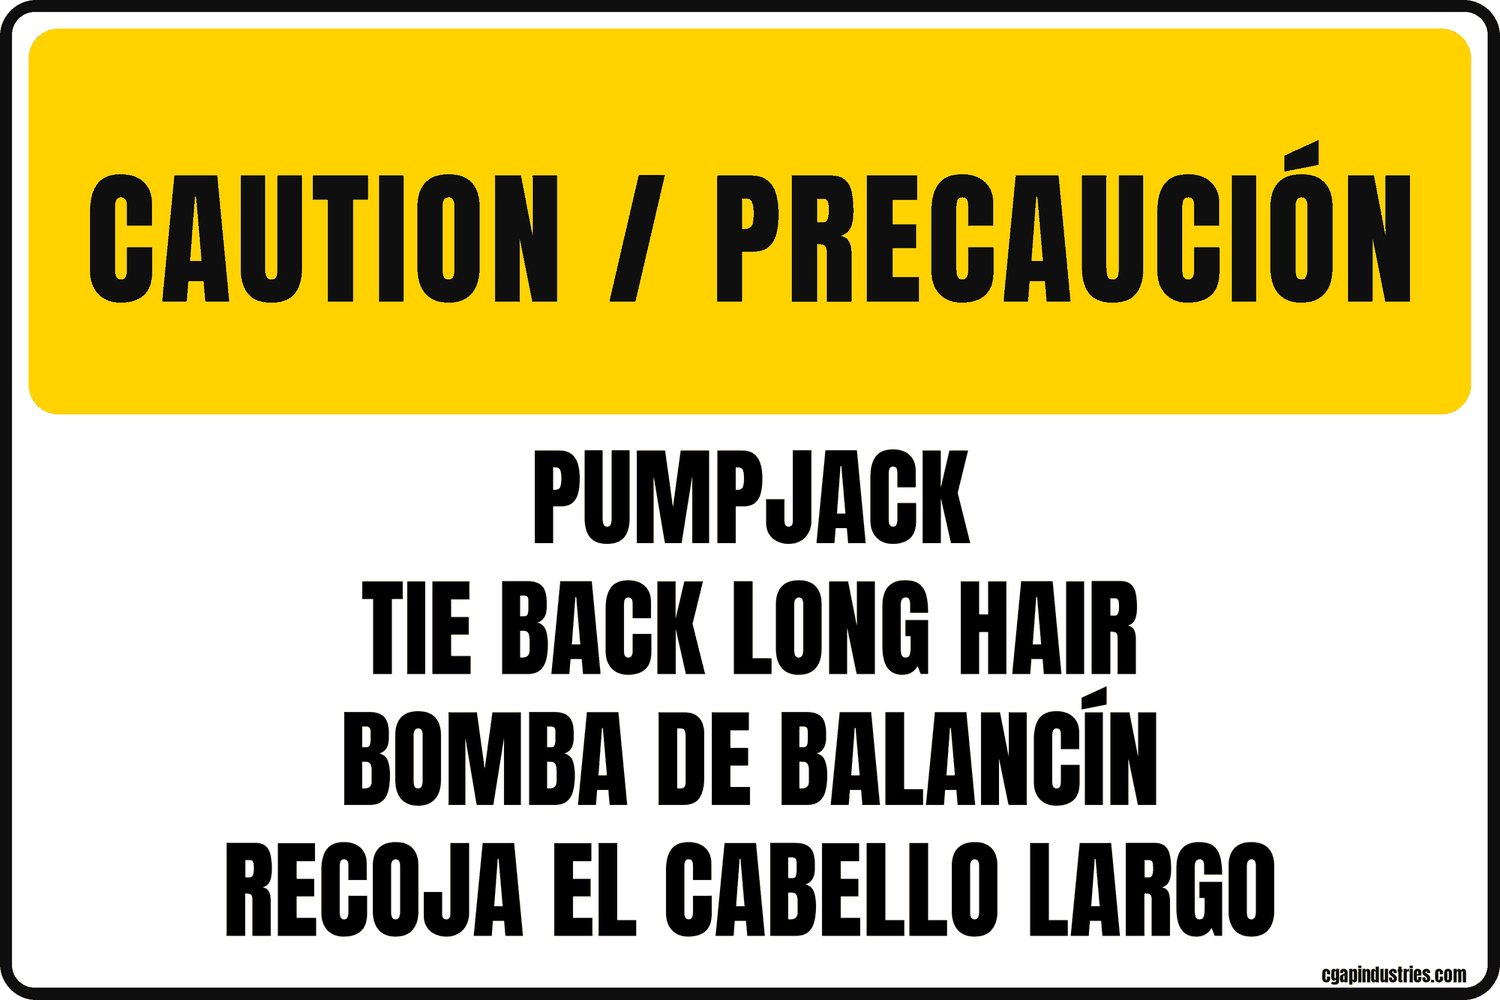 CAUTION / PRECAUCIÓN
PUMPJACK
TIE BACK LONG HAIR
BOMBA DE BALANCÍN
RECOJA EL CABELLO LARGO
cgapindustries.com